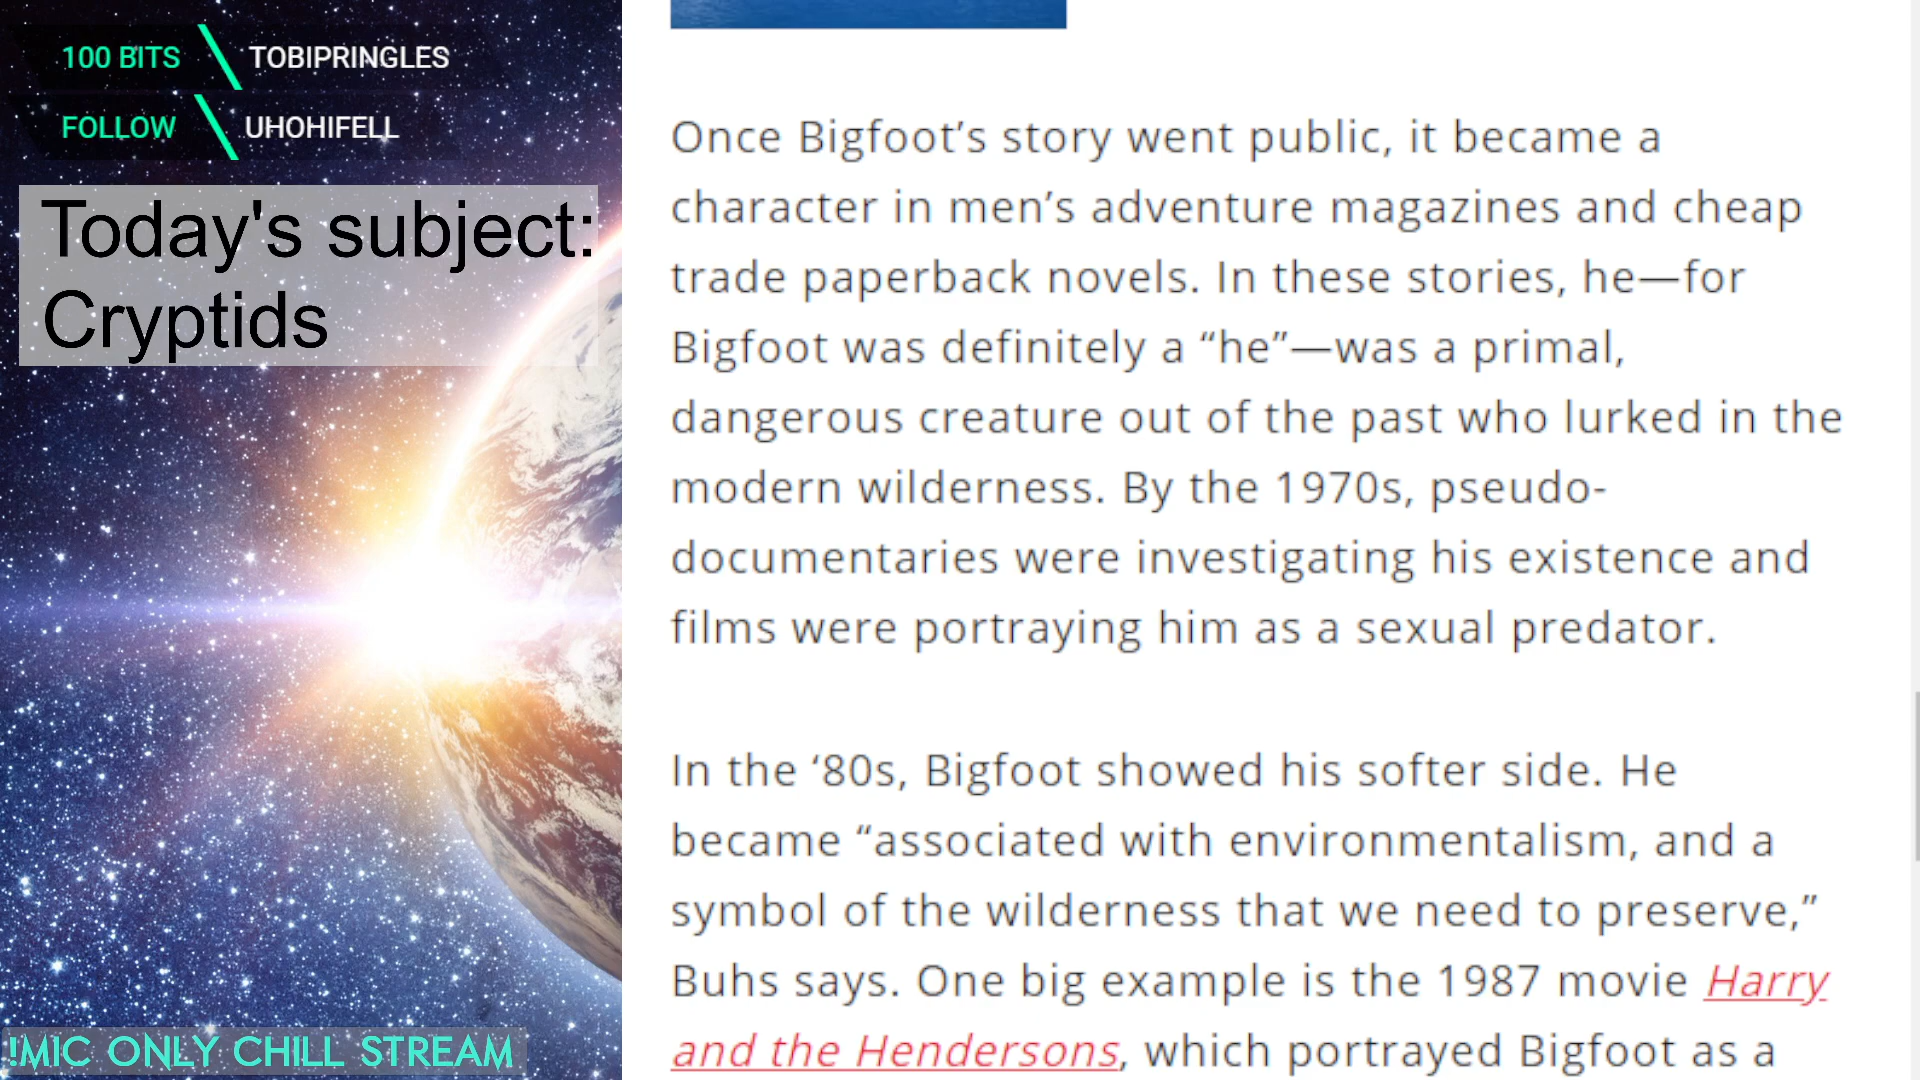 100 BITS TOBIPRINGLES
FOLLOW UHOHIFELL
Today's subject:
Cryptids
!MIC ONLY CHILL STREAM
Once Bigfoot’s story went public, it became a
character in men’s adventure magazines and cheap
trade paperback novels. In these stories, he—for
Bigfoot was definitely a “he”—was a primal,
dangerous creature out of the past who lurked in the
modern wilderness. By the 1970s, pseudo-
documentaries were investigating his existence and
films were portraying him as a sexual predator.
In the ‘80s, Bigfoot showed his softer side. He
became “associated with environmentalism, and a
symbol of the wilderness that we need to preserve,”
Buhs says. One big example is the 1987 movie Harry
and the Hendersons, which portrayed Bigfoot as a